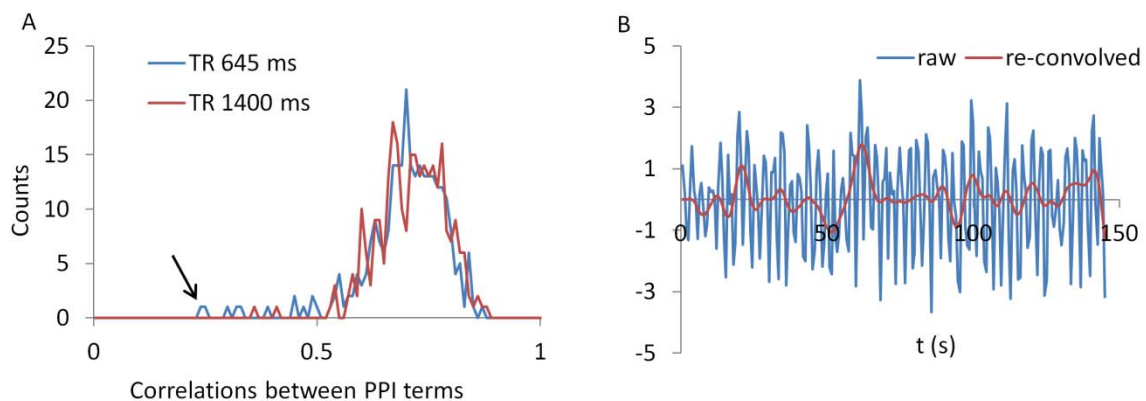 A
TR 645 ms
TR 1400 ms
25
20
15
10
5
0
Counts
0
0.5
1
Correlations between PPI terms
B
raw
re-convolved
5
3
1
-1
-3
-5
0
50
100
150
t (s)